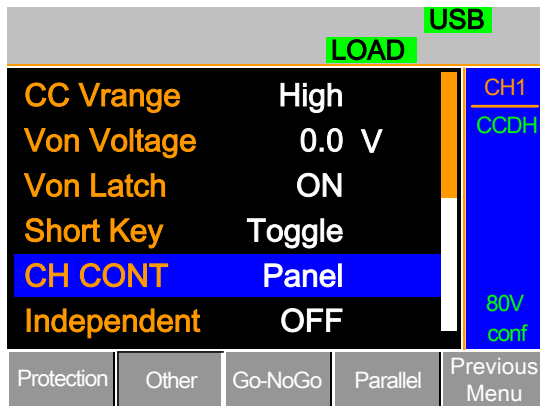 USB
LOAD
CC Vrange High
Von Voltage 0.0 V
Von Latch ON
Short Key Toggle
CH CONT Panel
Independent OFF
CH1
CCDH
80V
conf
Protection Other Go-NoGo Parallel Previous
Menu